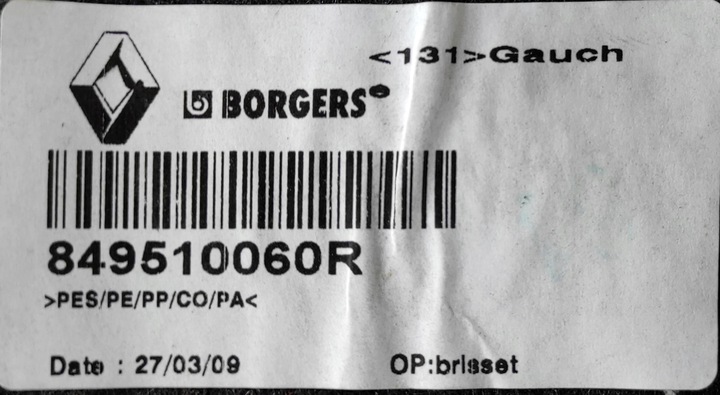 <131>Gauch
BORGERS®
849510060R
>PES/PE/PP/CO/PA<
Date : 27/03/09
OP:brisset